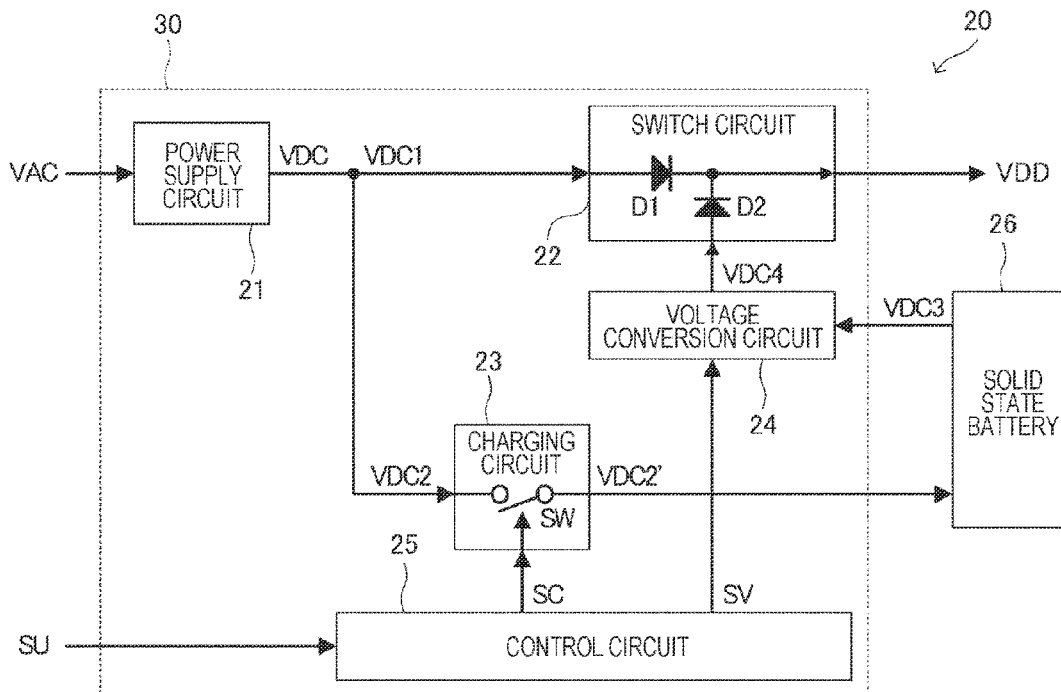 20
30
SWITCH CIRCUIT
POWER
SUPPLY
CIRCUIT
VDC
VDC1
VAC
VDD
D1
D2
22
21
VDC4
26
VOLTAGE
CONVERSION CIRCUIT
VDC3
23
24
SOLID
STATE
BATTERY
CHARGING
CIRCUIT
VDC2
VDC2'
SW
25
SC
SV
SU
CONTROL CIRCUIT